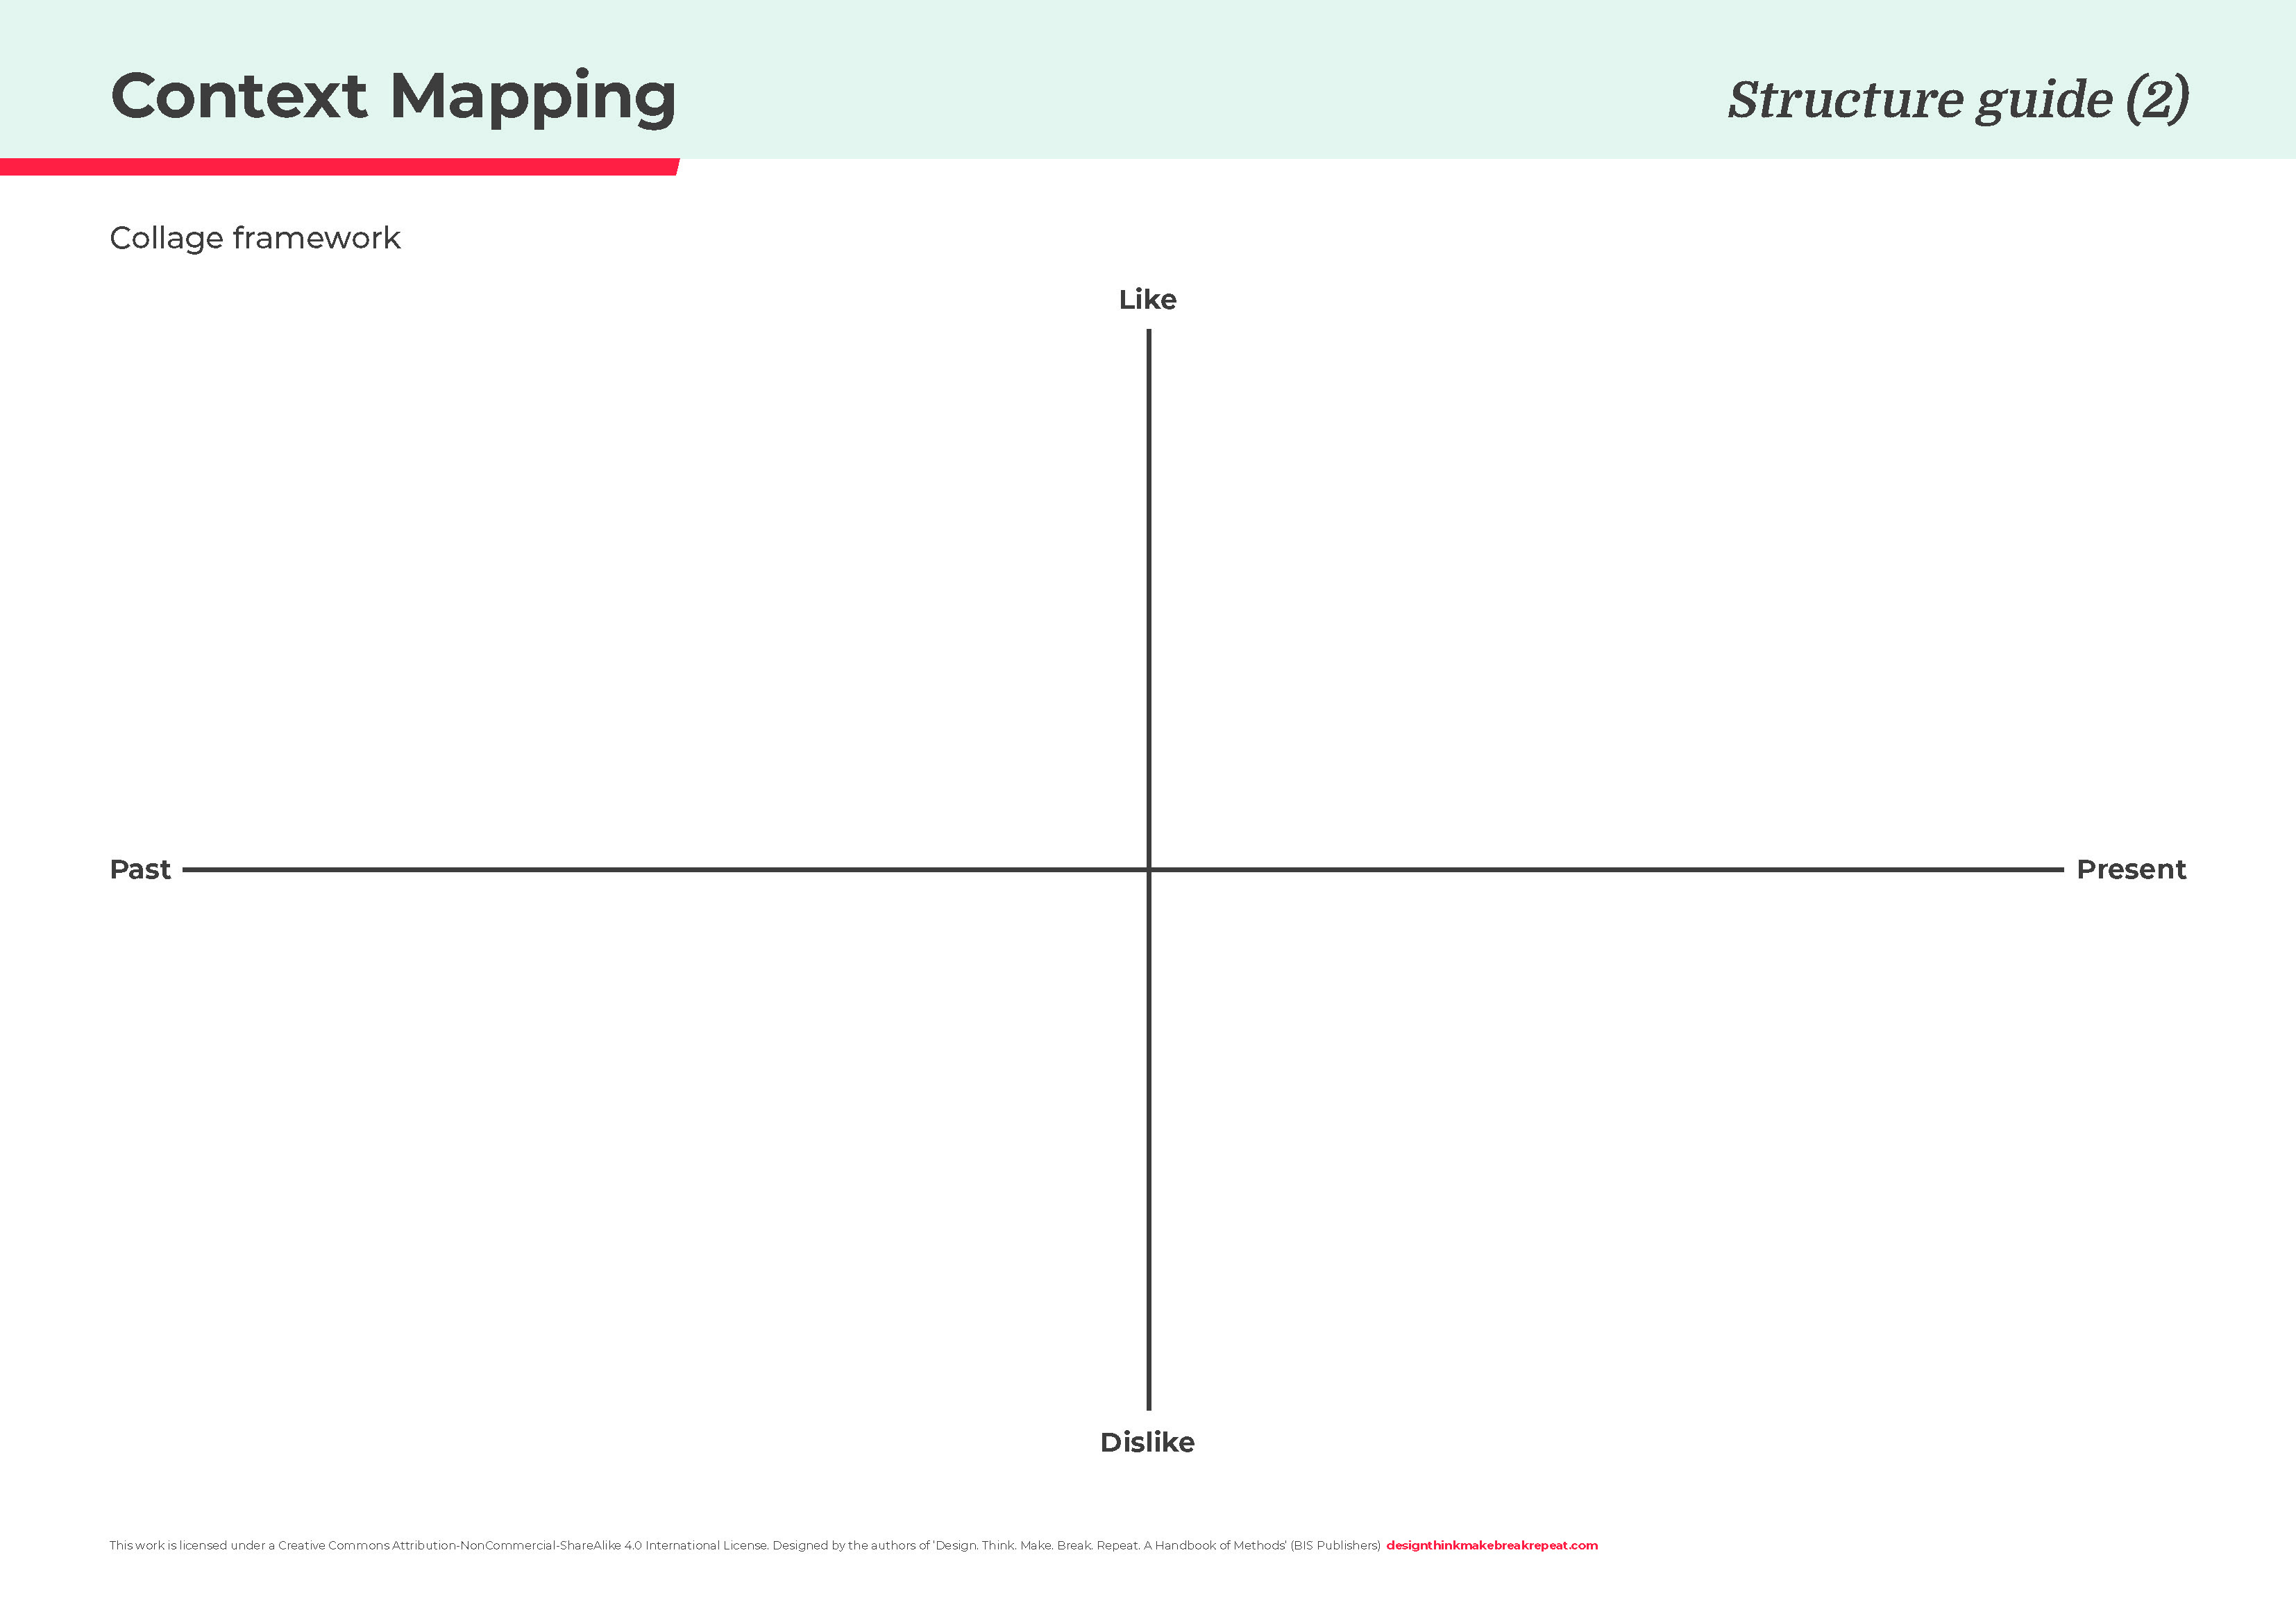 Context Mapping
Structure guide (2)
Collage framework
Like
Past
Present
Dislike
This work is licensed under a Creative Commons Attribution-NonCommercial-ShareAlike 4.0 International License. Designed by the authors of ‘Design. Think. Make. Break. Repeat. A Handbook of Methods’ (BIS Publishers) designthinkmakebreakrepeat.com